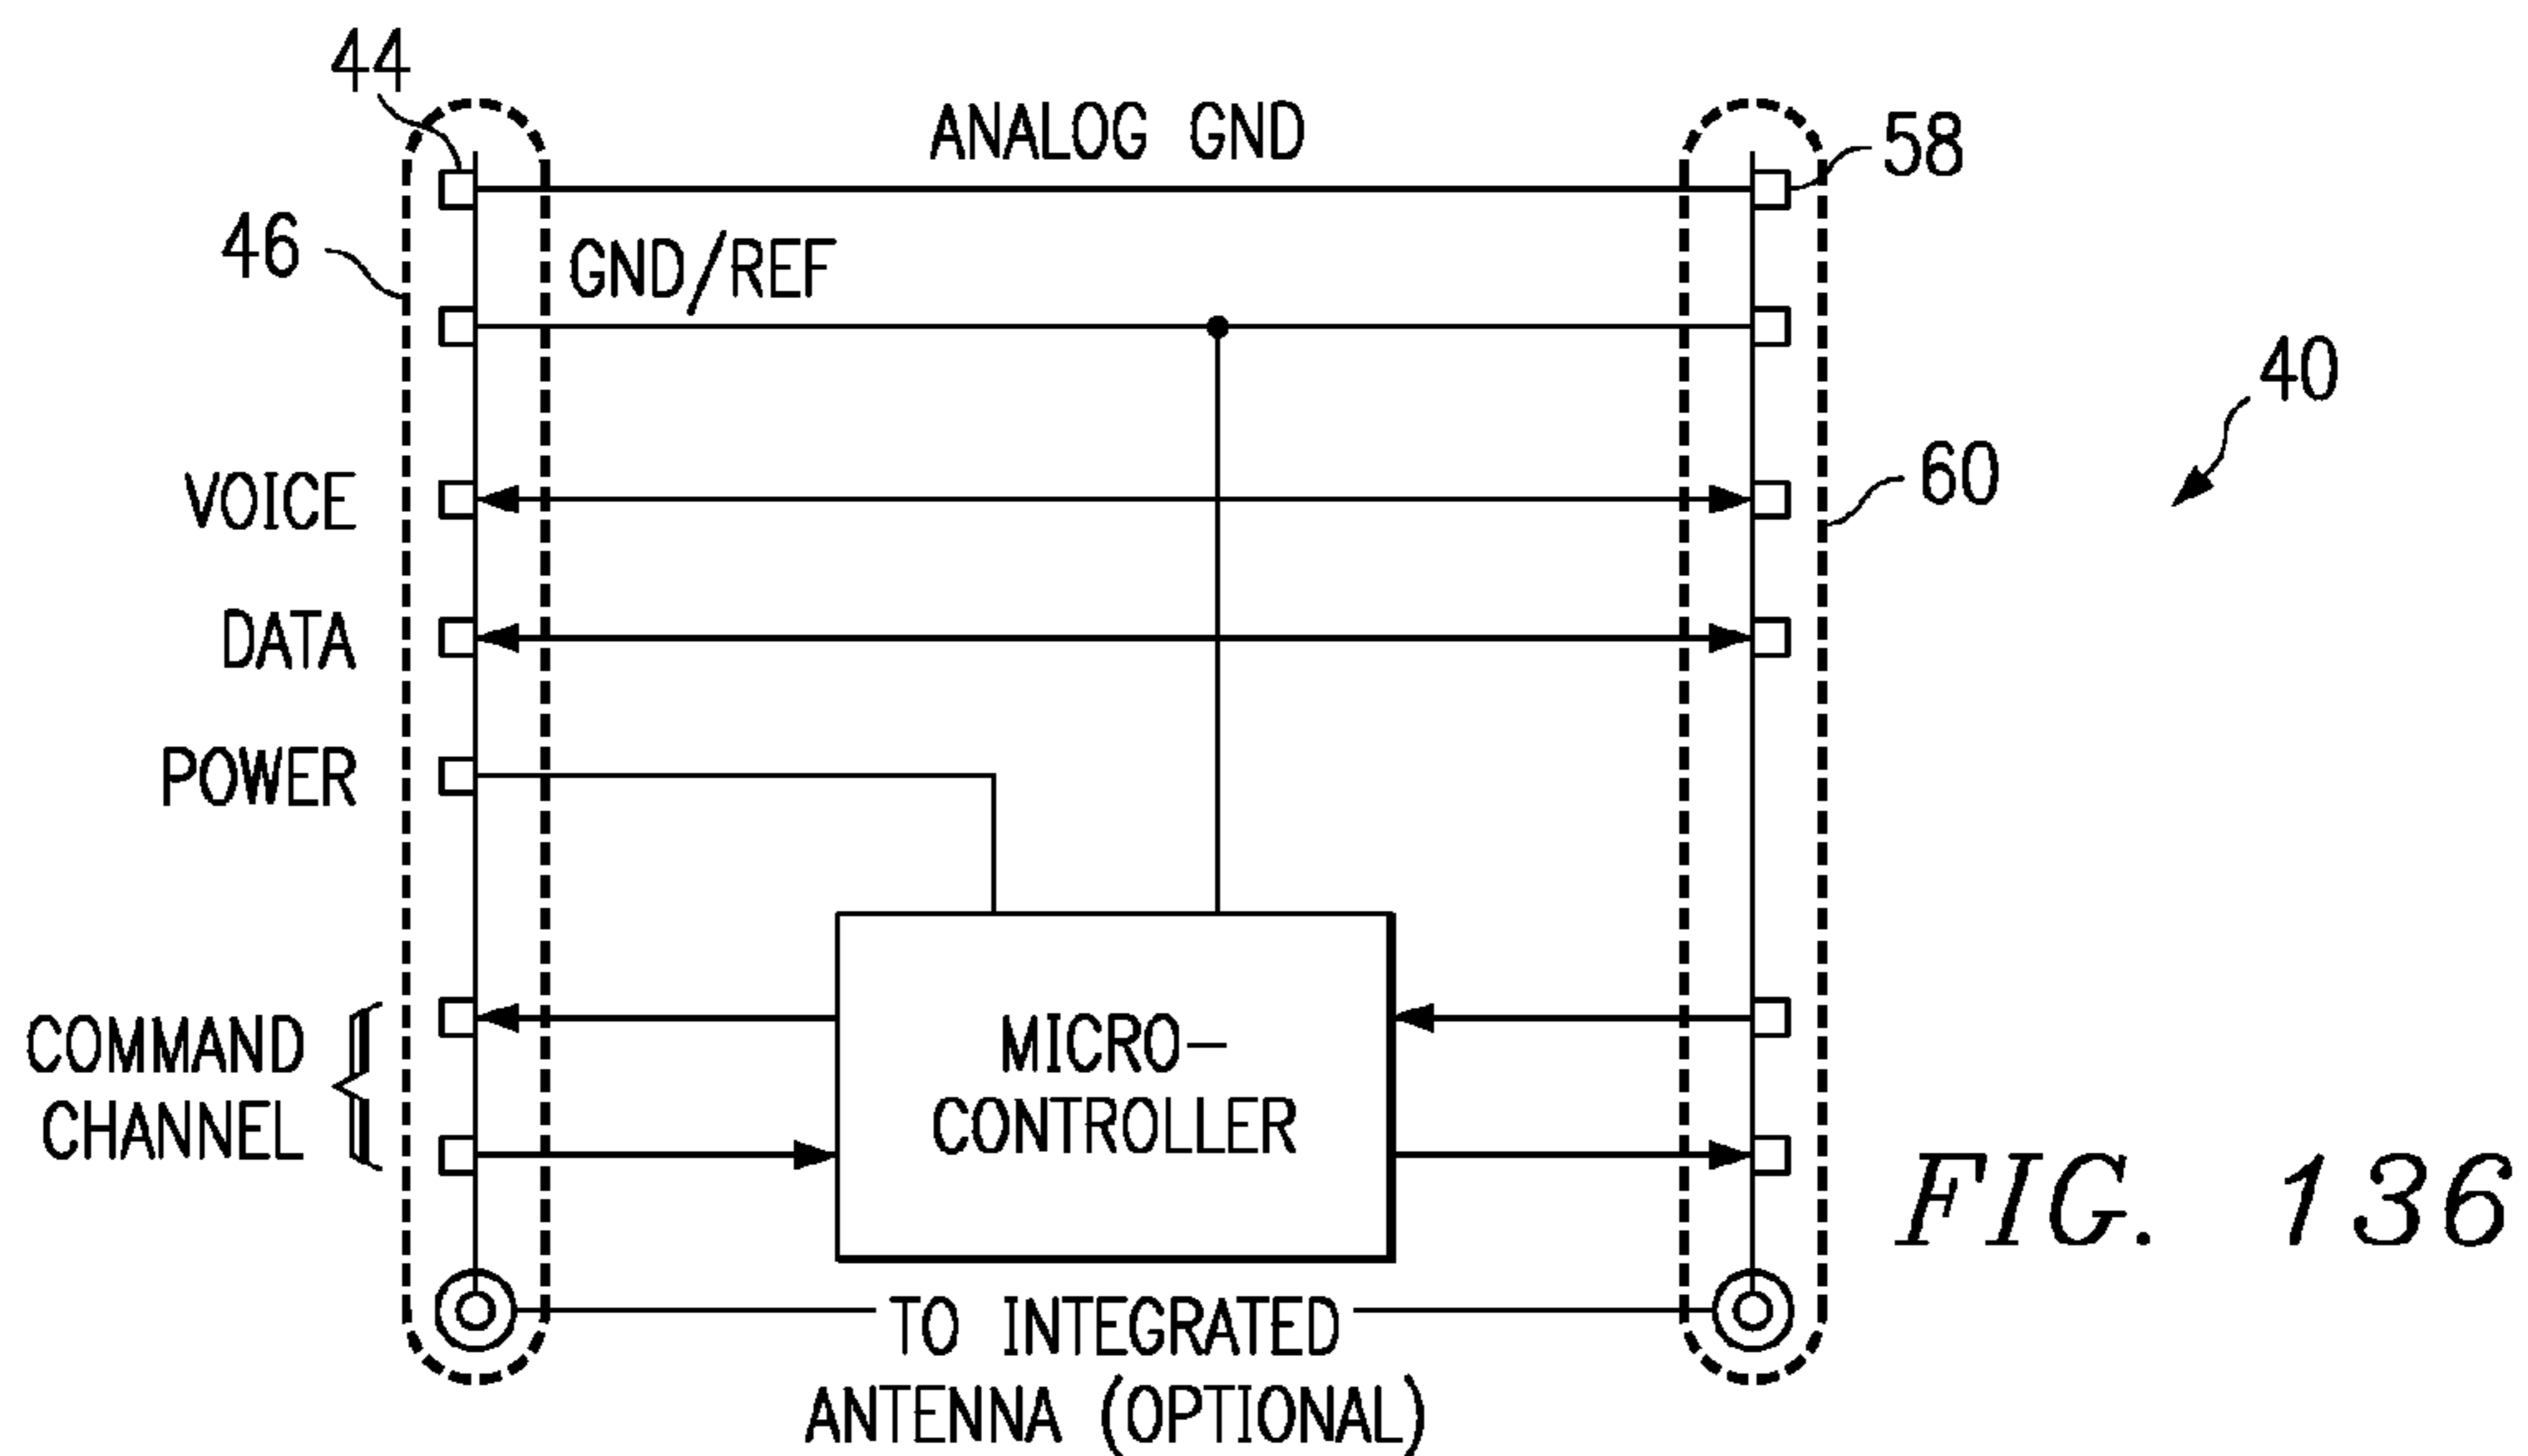 44
ANALOG GND
58
46
GND/REF
40
60
VOICE
DATA
POWER
COMMAND
CHANNEL
MICRO-
CONTROLLER
FIG. 136
TO INTEGRATED
ANTENNA (OPTIONAL)